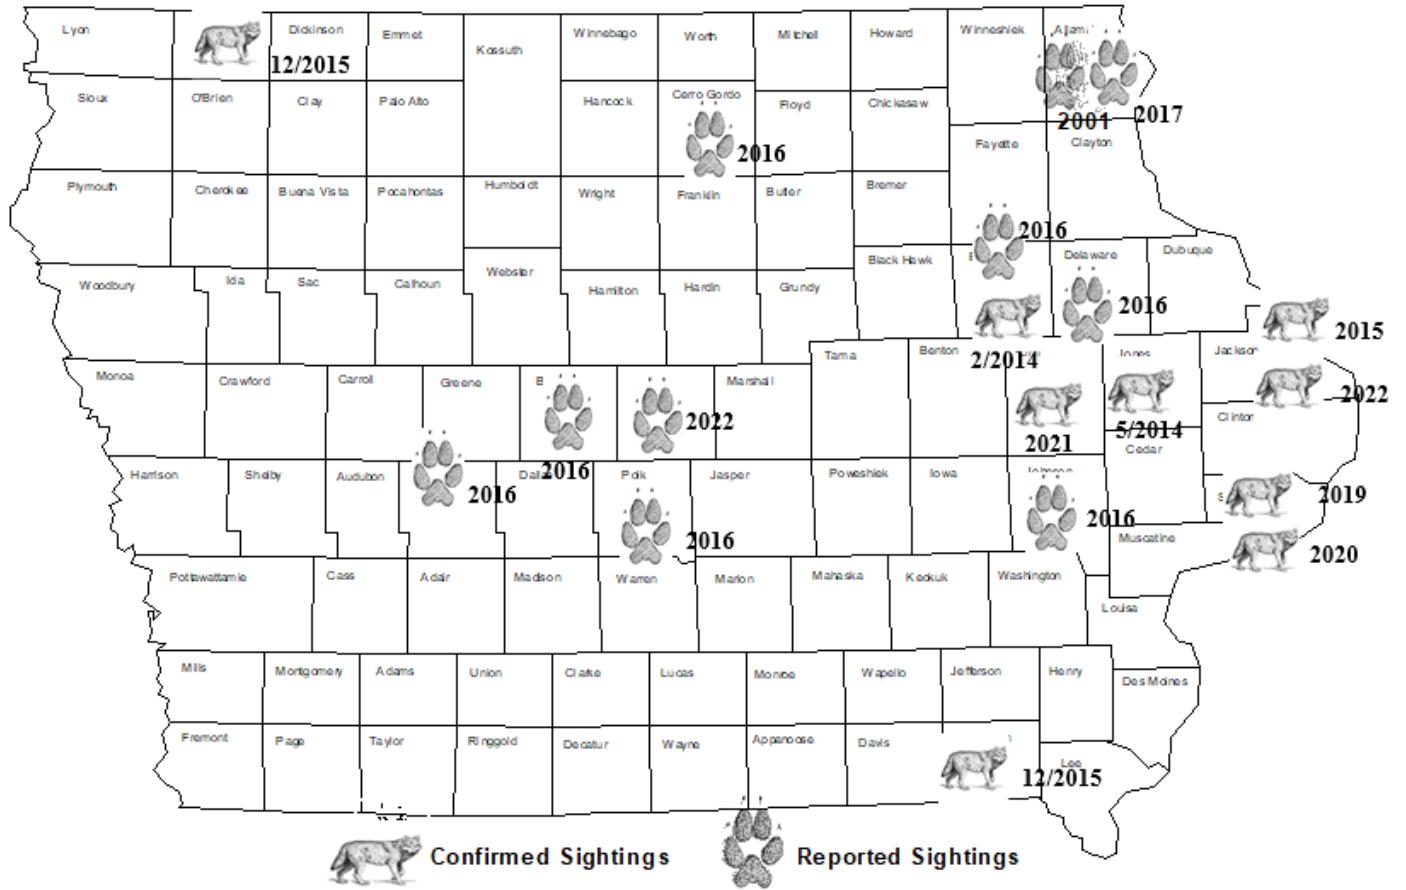 Lyon
Dickinson
Emmet
Kossuth
Winnebago
Worth
Mitchell
Howard
Winneshiek
12/2015
Sioux
O'Brien
Clay
Palo Alto
Hancock
Cerro Gordo
Floyd
Chickasaw
2001
2017
2016
Fayette
Clayton
Plymouth
Cherokee
Buena Vista
Pocahontas
Humboldt
Wright
Franklin
Butler
Bremer
2016
Black Hawk
Delaware
Dubuque
Woodbury
Ida
Sac
Calhoun
Webster
Hamilton
Hardin
Grundy
2016
2015
Monoa
Crawford
Carroll
Greene
B
Marshall
Tama
Benton
2/2014
Jones
Jackson
2022
2022
Clinton
2021
5/2014
Cedar
Harrison
Shelby
Audubon
2016
Dallas
2016
Polk
Jasper
Poweshiek
Iowa
Johnson
S
2019
2016
2016
Muscatine
2020
Pottawattamie
Cass
Adair
Madison
Warren
Marion
Mahaska
Keokuk
Washington
Louisa
Mills
Montgomery
Adams
Union
Clarke
Lucas
Monroe
Wapello
Jefferson
Henry
Des Moines
Fremont
Page
Taylor
Ringgold
Decatur
Wayne
Appanoose
Davis
n
Lee
12/2015
Confirmed Sightings
Reported Sightings